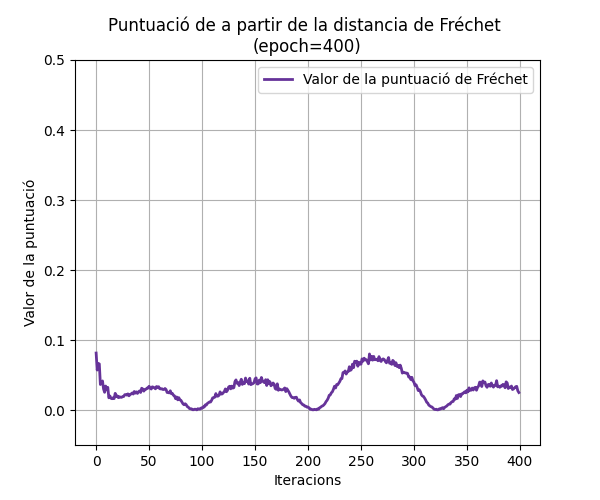 Puntuació de a partir de la distancia de Fréchet
(epoch=400)
Valor de la puntuació de Fréchet
Valor de la puntuació
0.5
0.4
0.3
0.2
0.1
0.0
0 50 100 150 200 250 300 350 400
Iteracions